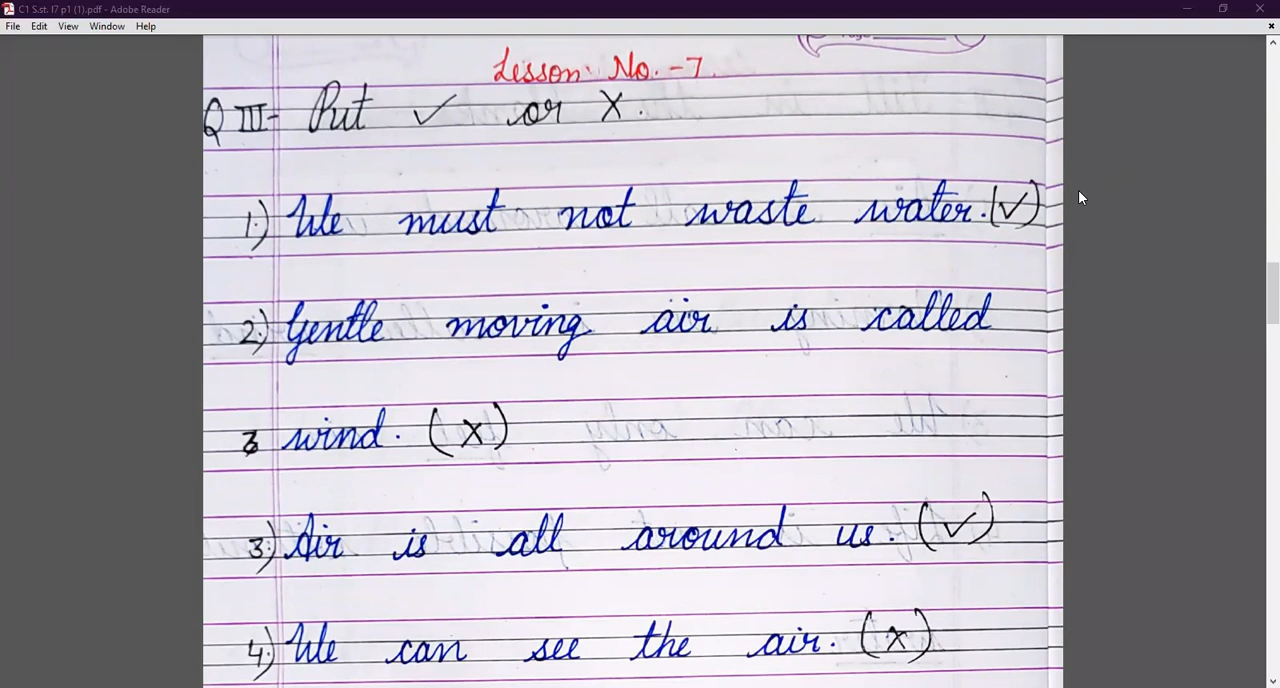 C1 S.st. l7 p1 (1).pdf - Adobe Reader
File Edit View Window Help
Lesson No. -7.
Q III- Put ✓ or X.
1.) We must not waste water. (✓)
2.) Gentle moving air is called
3 wind. (X)
3.) Air is all around us. (✓)
4.) We can see the air. (X)